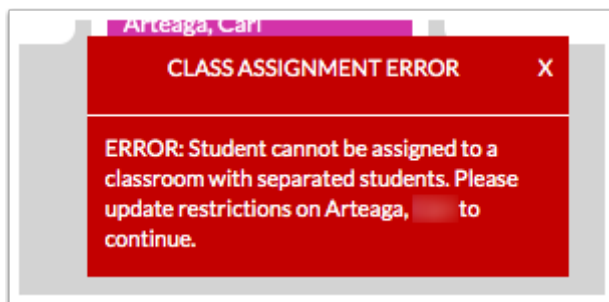 Arteaga, Carl
CLASS ASSIGNMENT ERROR X
ERROR: Student cannot be assigned to a
classroom with separated students. Please
update restrictions on Arteaga, to
continue.